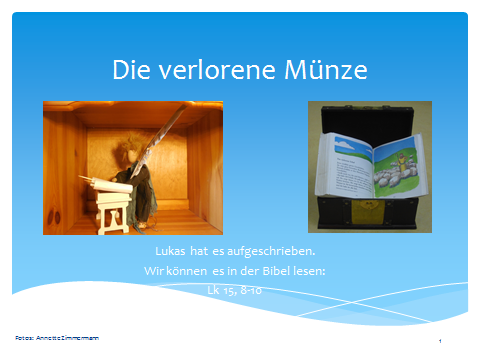 Die verlorene Münze
Lukas hat es aufgeschrieben.
Wir können es in der Bibel lesen:
Lk 15, 8-10
Fotos: Annette Zimmermann
1